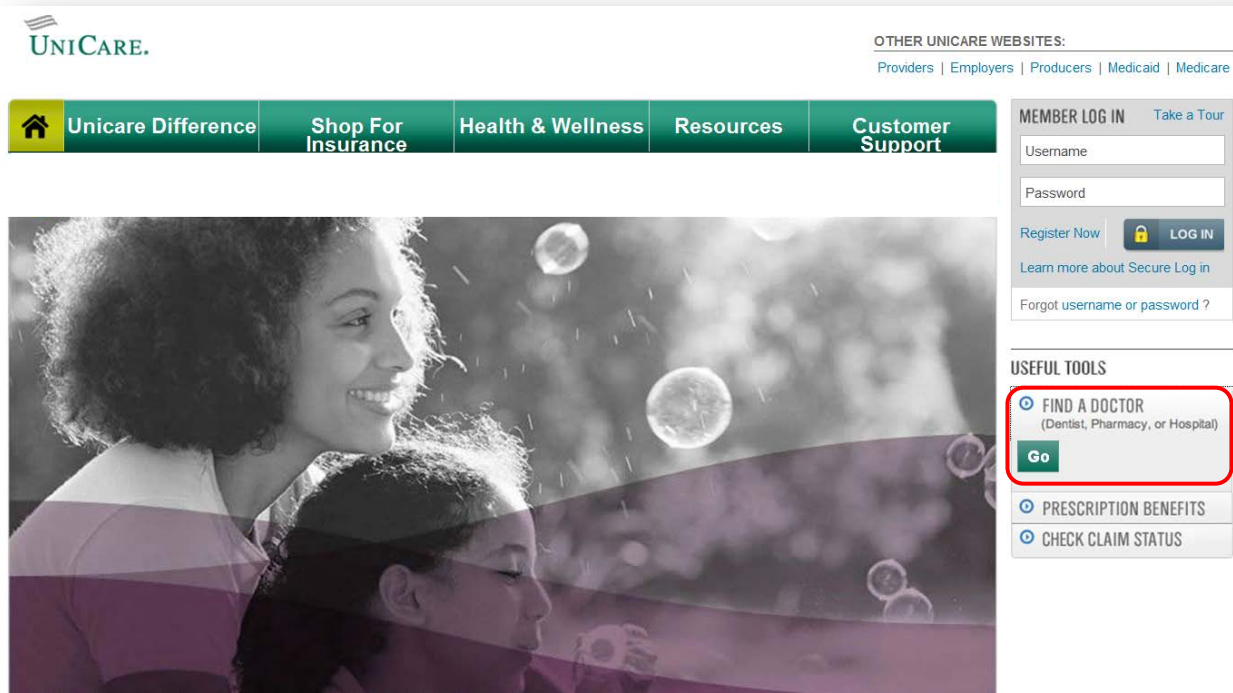 UNICARE.
OTHER UNICARE WEBSITES:
Providers | Employers | Producers | Medicaid | Medicare
Unicare Difference
Shop For
Insurance
Health & Wellness
Resources
Customer
Support
MEMBER LOG IN
Take a Tour
Username
Password
Register Now
LOG IN
Learn more about Secure Log in
Forgot username or password ?
USEFUL TOOLS
FIND A DOCTOR
(Dentist, Pharmacy, or Hospital)
Go
PRESCRIPTION BENEFITS
CHECK CLAIM STATUS